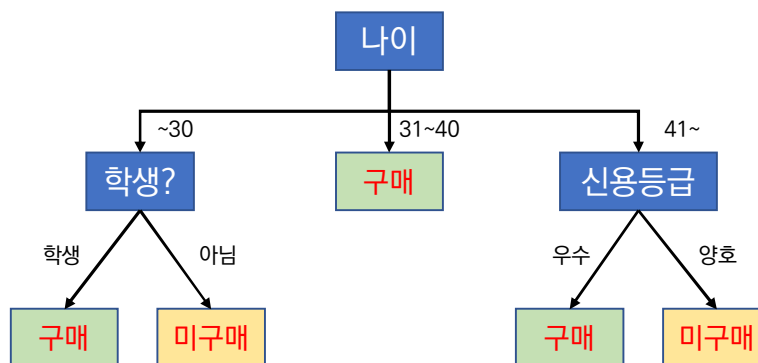 나이
~30
31~40
41~
학생?
구매
신용등급
학생
아님
우수
양호
구매
미구매
구매
미구매